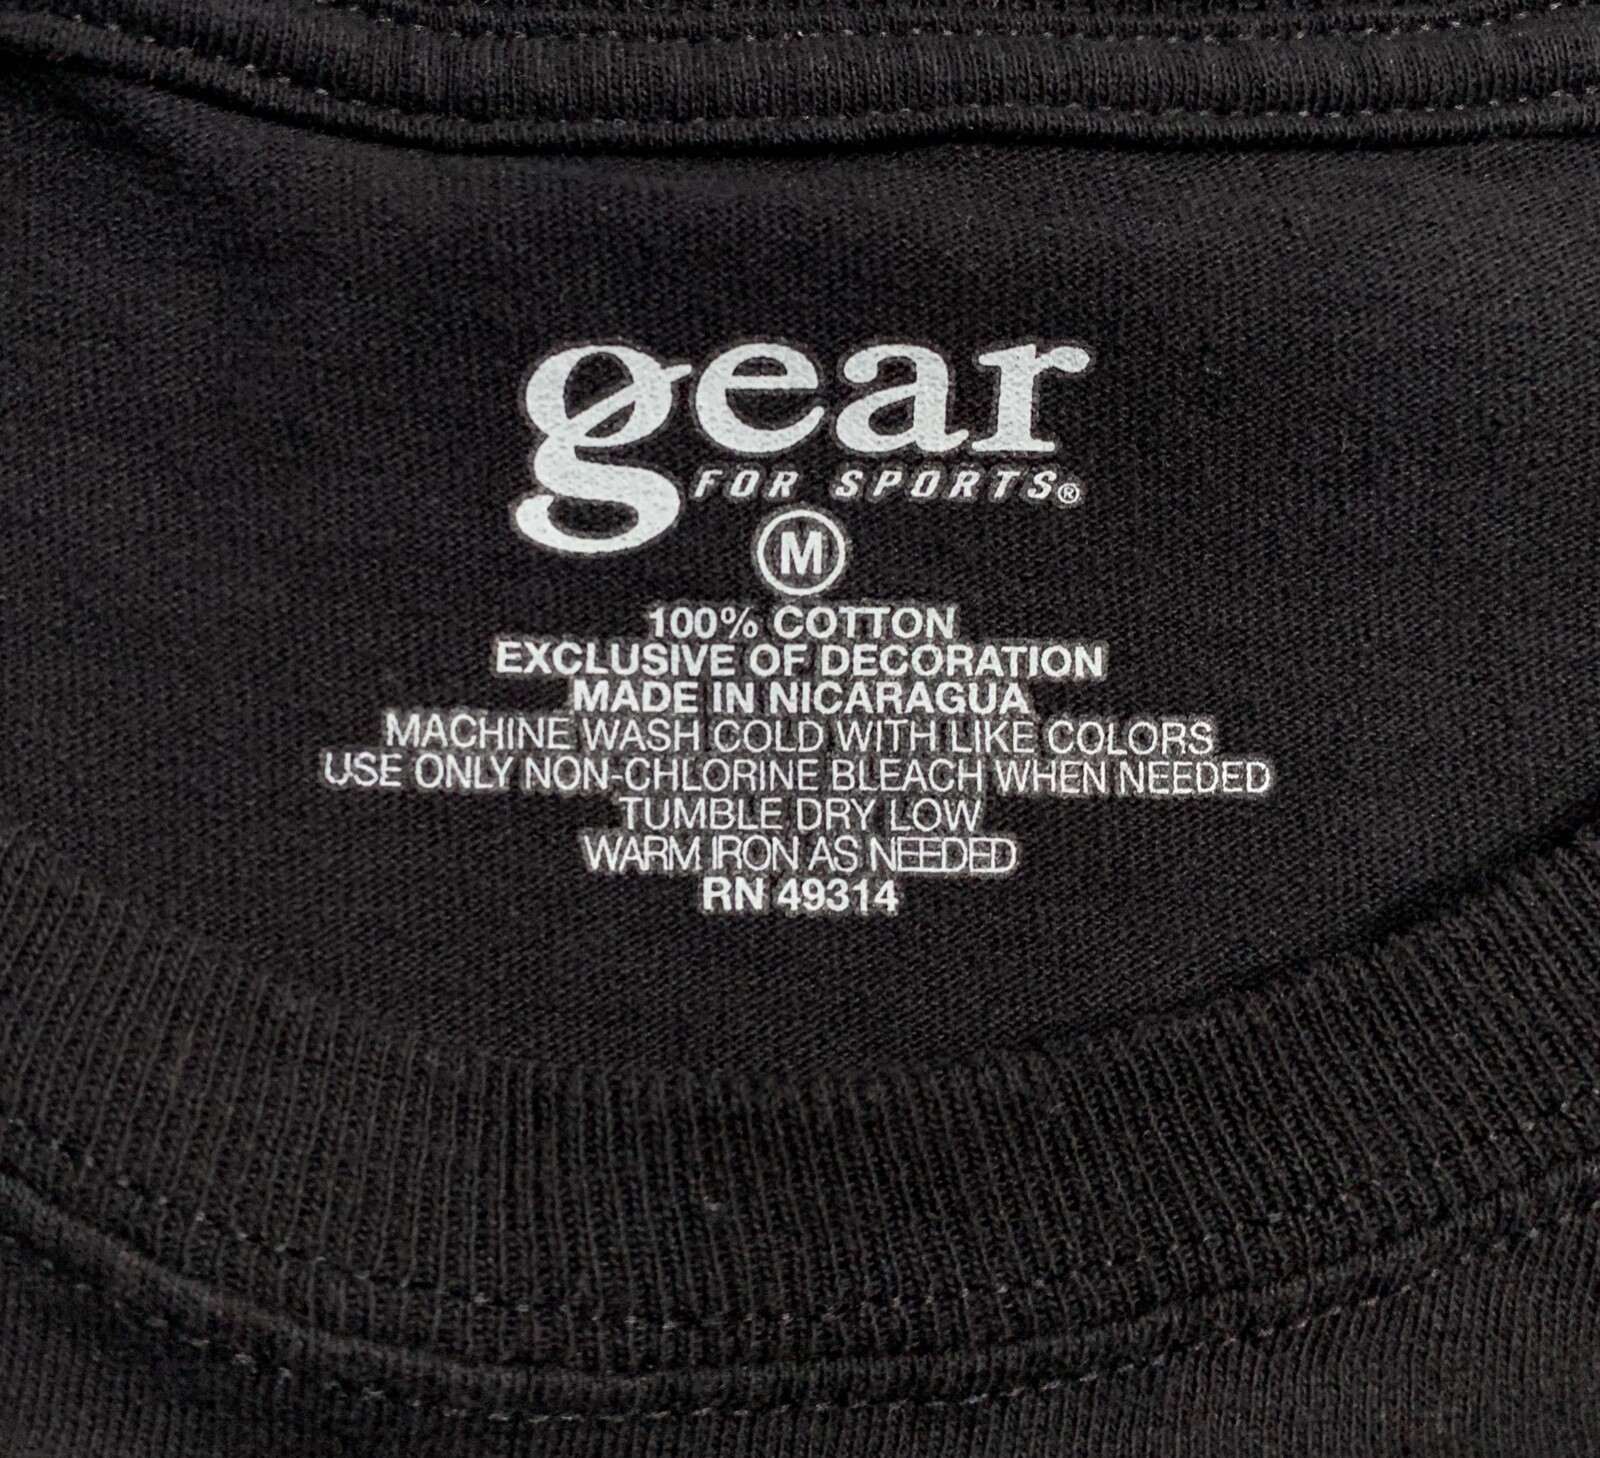 gear
FOR SPORTS®
M
100% COTTON
EXCLUSIVE OF DECORATION
MADE IN NICARAGUA
MACHINE WASH COLD WITH LIKE COLORS
USE ONLY NON-CHLORINE BLEACH WHEN NEEDED
TUMBLE DRY LOW
WARM IRON AS NEEDED
RN 49314